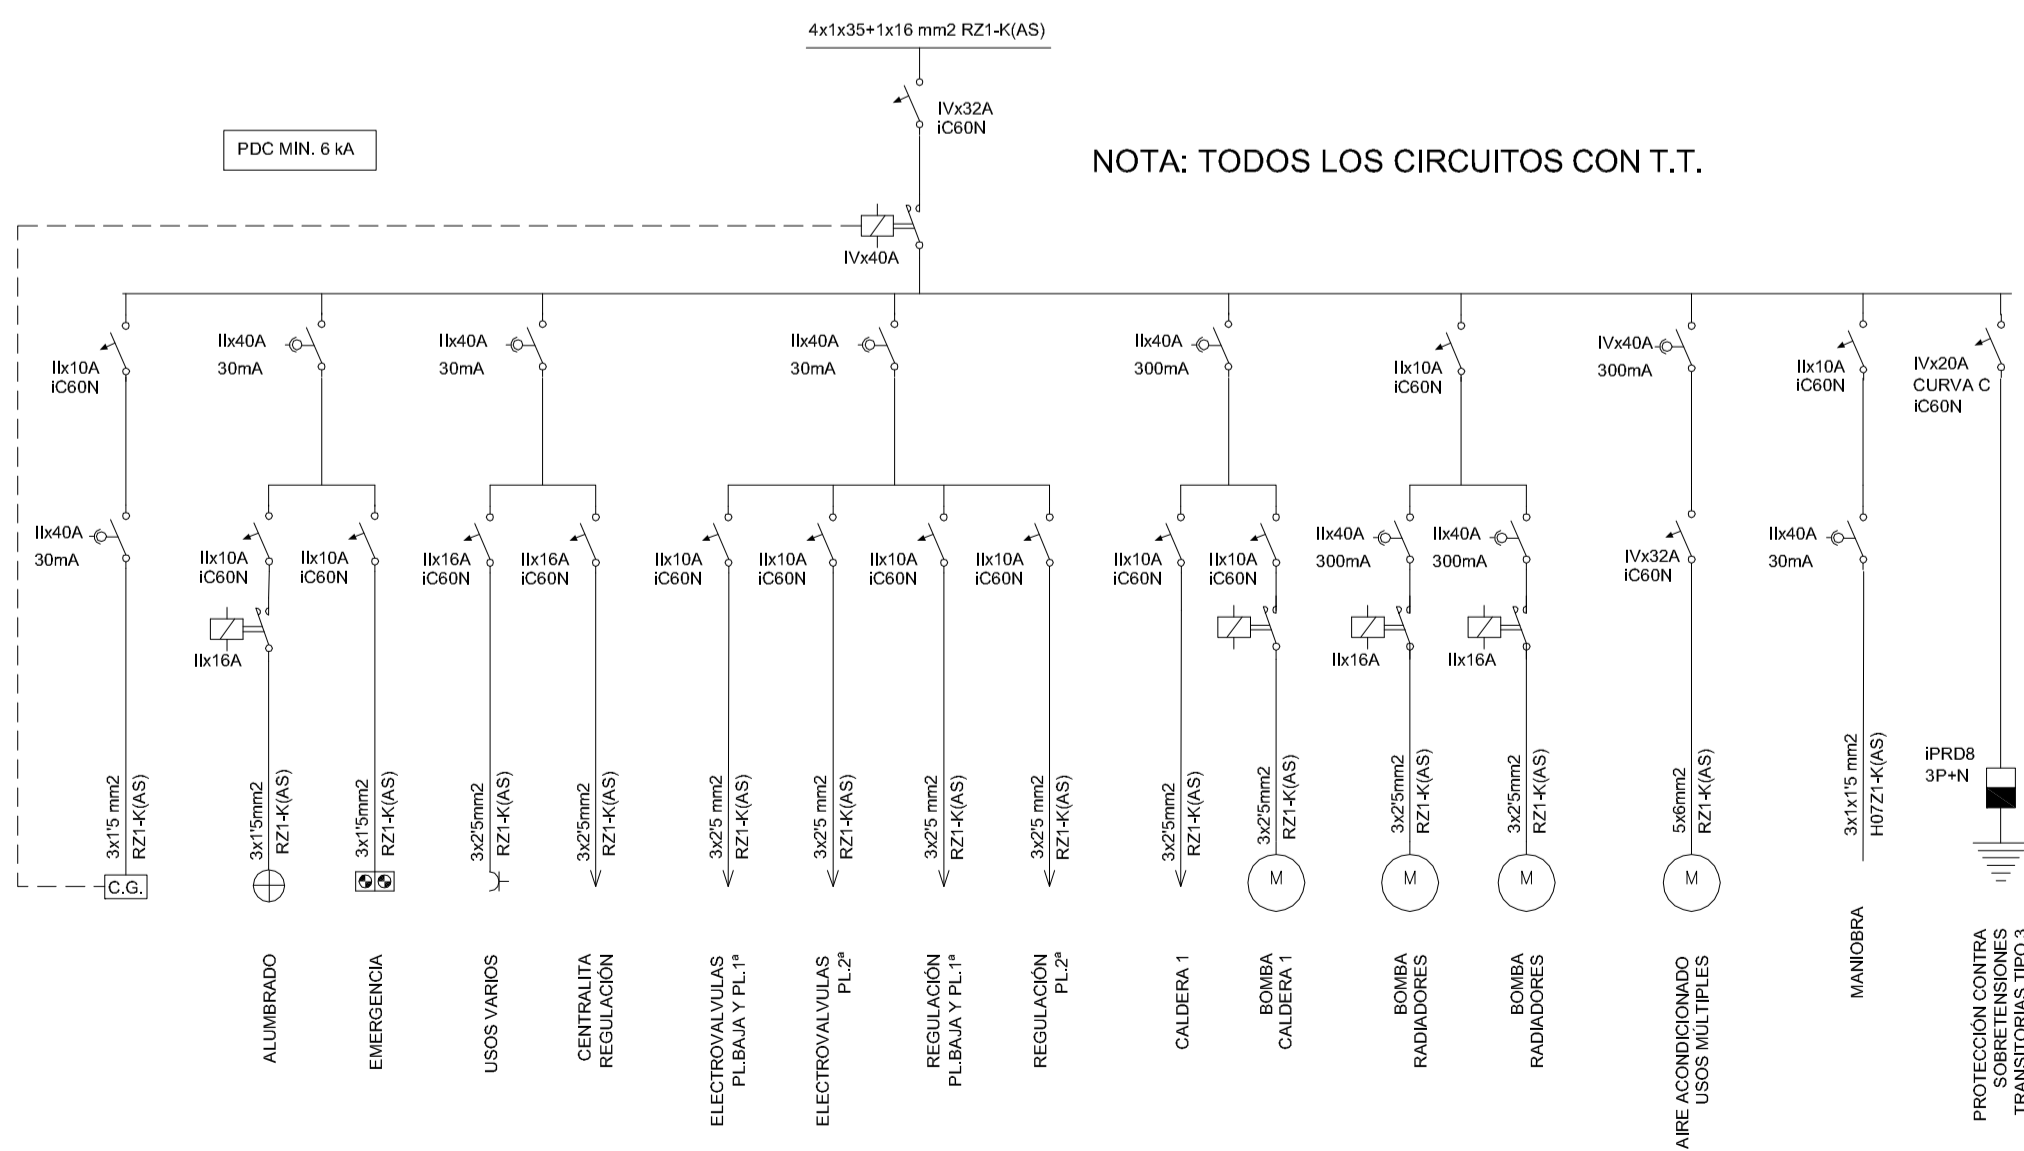 4x1x35+1x16 mm2 RZ1-K(AS)
IVx32A
iC60N
PDC MIN. 6 kA
NOTA: TODOS LOS CIRCUITOS CON T.T.
IVx40A
IIx10A
iC60N
IIx40A
30mA
IIx40A
30mA
IIx40A
30mA
IIx40A
300mA
IIx10A
iC60N
IVx40A
300mA
IIx10A
iC60N
IVx20A
CURVA C
iC60N
IIx40A
30mA
IIx10A
iC60N
IIx10A
iC60N
IIx16A
iC60N
IIx16A
iC60N
IIx10A
iC60N
IIx10A
iC60N
IIx10A
iC60N
IIx10A
iC60N
IIx10A
iC60N
IIx10A
iC60N
IIx40A
300mA
IIx40A
300mA
IVx32A
iC60N
IIx40A
30mA
IIx16A
IIx16A
IIx16A
3x1'5 mm2
RZ1-K(AS)
3x1'5mm2
RZ1-K(AS)
3x1'5mm2
RZ1-K(AS)
3x2'5mm2
RZ1-K(AS)
3x2'5mm2
RZ1-K(AS)
3x2'5 mm2
RZ1-K(AS)
3x2'5 mm2
RZ1-K(AS)
3x2'5 mm2
RZ1-K(AS)
3x2'5 mm2
RZ1-K(AS)
3x2'5mm2
RZ1-K(AS)
3x2'5mm2
RZ1-K(AS)
3x2'5mm2
RZ1-K(AS)
3x2'5mm2
RZ1-K(AS)
5x6mm2
RZ1-K(AS)
3x1x1'5 mm2
H07Z1-K(AS)
iPRD8
3P+N
C.G.
M
M
M
M
ALUMBRADO
EMERGENCIA
USOS VARIOS
CENTRALITA
REGULACIÓN
ELECTROVALVULAS
PL.BAJA Y PL.1ª
ELECTROVALVULAS
PL.2ª
REGULACIÓN
PL.BAJA Y PL.1ª
REGULACIÓN
PL.2ª
CALDERA 1
BOMBA
CALDERA 1
BOMBA
RADIADORES
BOMBA
RADIADORES
AIRE ACONDICIONADO
USOS MÚLTIPLES
MANIOBRA
PROTECCIÓN CONTRA
SOBRETENSIONES
TRANSITORIAS TIPO 3